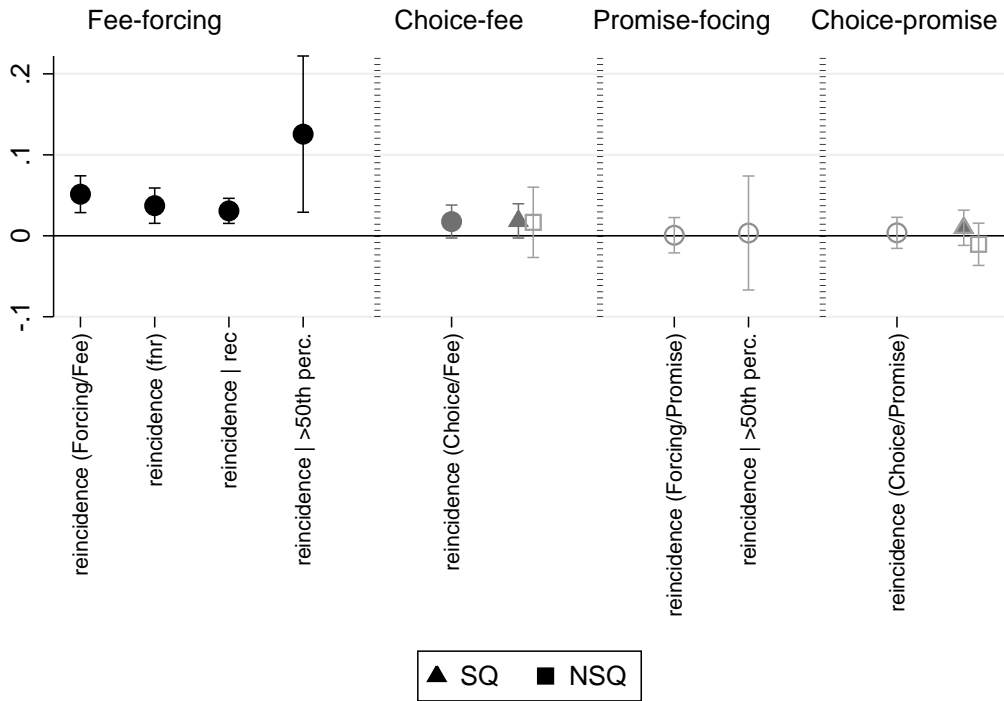 Fee-forcing
Choice-fee
Promise-focing
Choice-promise
.2
.1
0
-.1
reincidence (Forcing/Fee)
reincidence (fnr)
reincidence | rec
reincidence | >50th perc.
reincidence (Choice/Fee)
reincidence (Forcing/Promise)
reincidence | >50th perc.
reincidence (Choice/Promise)
SQ
NSQ